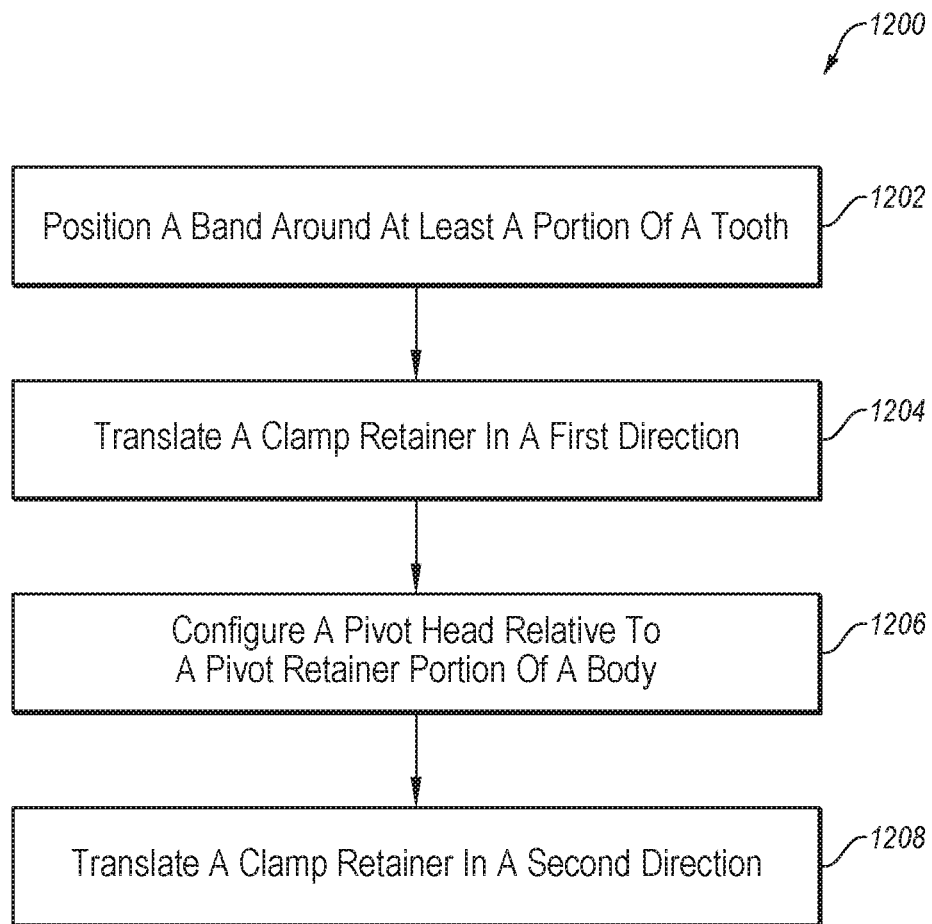 1200
Position A Band Around At Least A Portion Of A Tooth
1202
Translate A Clamp Retainer In A First Direction
1204
Configure A Pivot Head Relative To
A Pivot Retainer Portion Of A Body
1206
Translate A Clamp Retainer In A Second Direction
1208